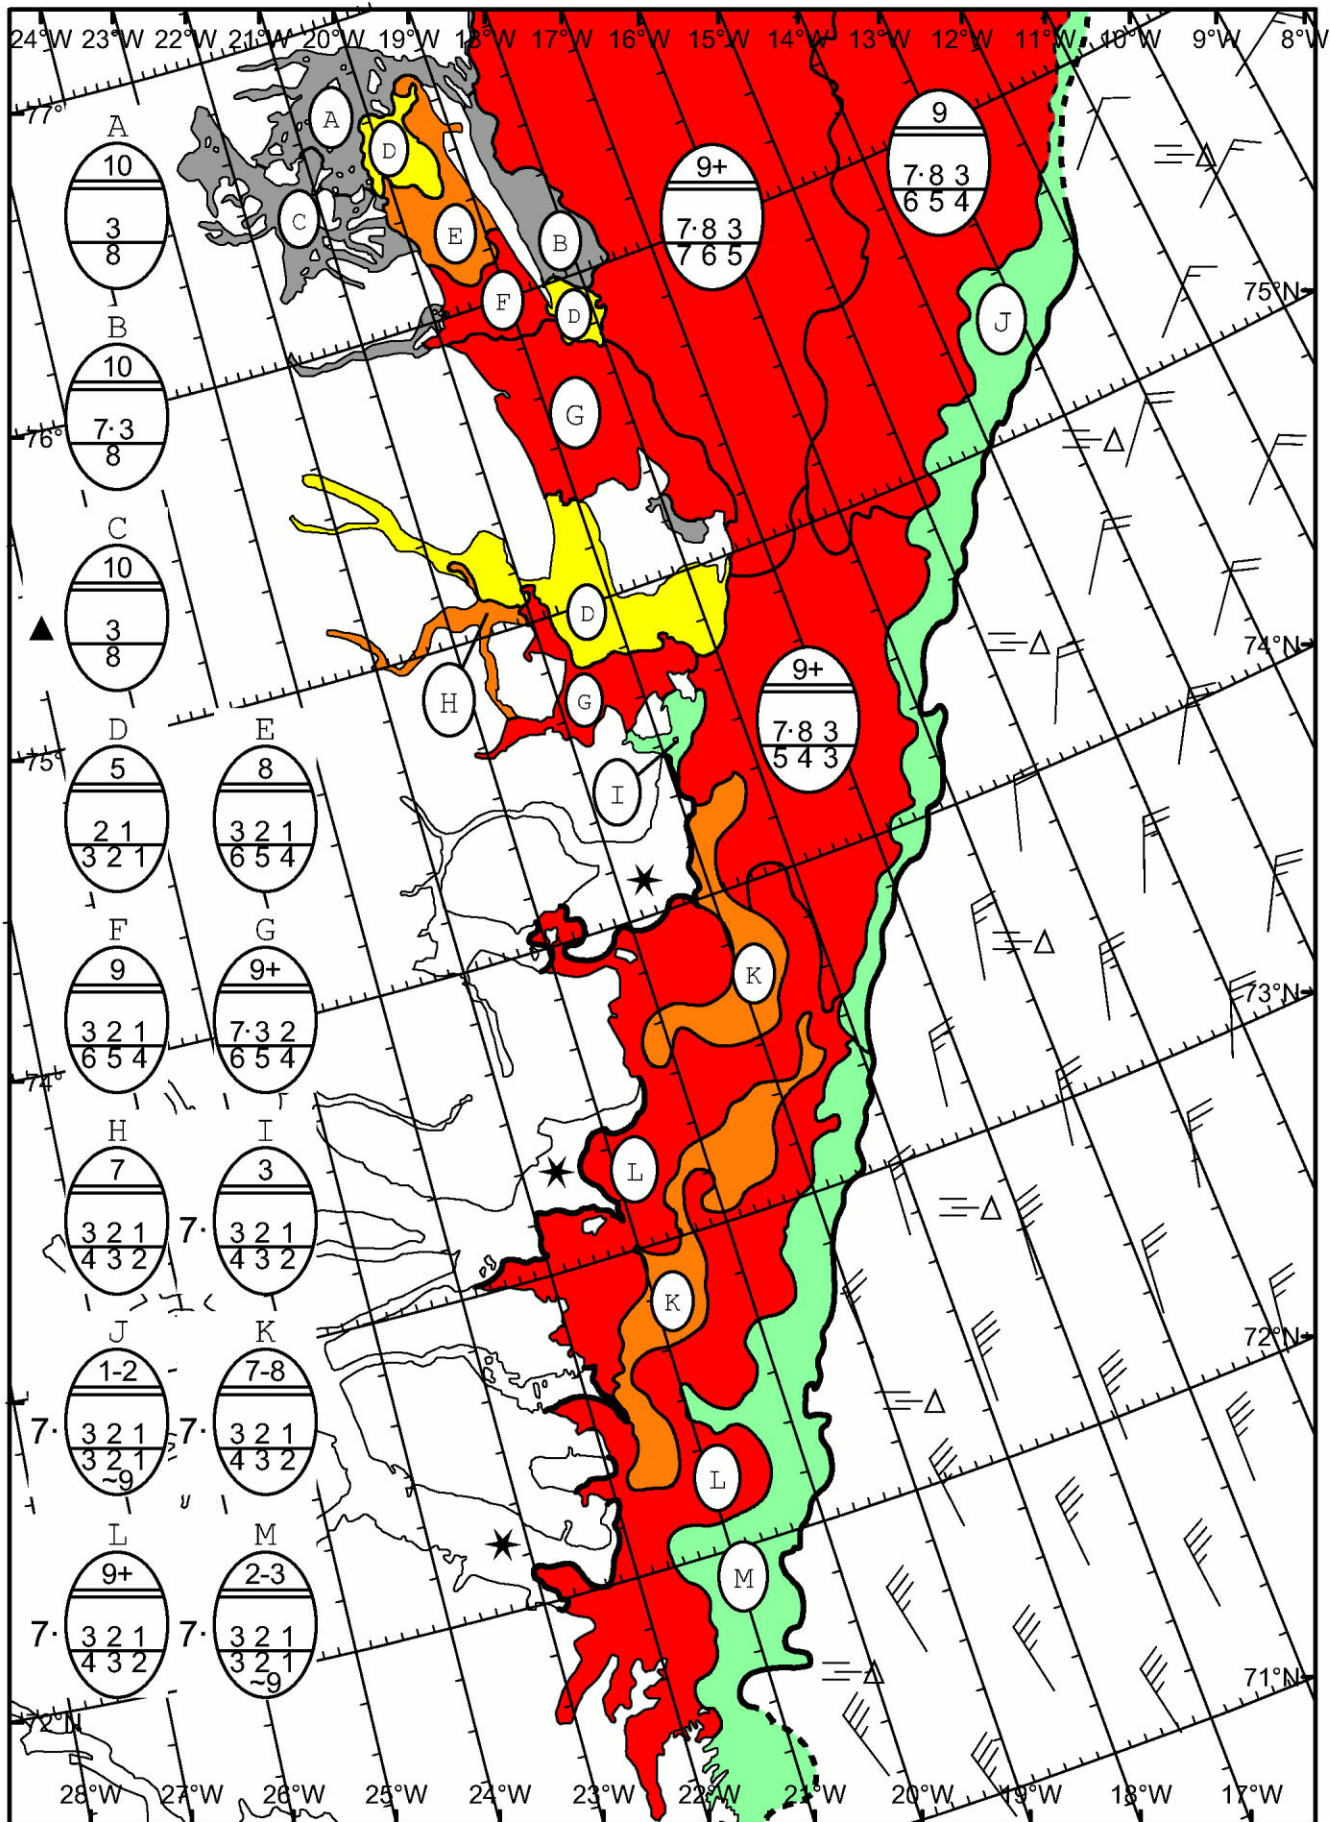 24°W 23°W 22°W 21°W 20°W 19°W 18°W 17°W 16°W 15°W 14°W 13°W 12°W 11°W 10°W 9°W 8°W
77°
A
10
3
8
A
D
C
E
B
F
D
9+
7·8 3
7 6 5
9
7·8 3
6 5 4
J
75°N
B
10
7·3
8
76°
G
C
10
3
8
D
H
G
I
9+
7·8 3
5 4 3
74°N
D
5
2 1
3 2 1
E
8
3 2 1
6 5 4
75°
F
9
3 2 1
6 5 4
G
9+
7·3 2
6 5 4
K
73°N
74°
H
7
3 2 1
4 3 2
I
3
7· 3 2 1
4 3 2
L
K
72°N
J
1-2
7· 3 2 1
3 2 1
~9
K
7-8
7· 3 2 1
4 3 2
L
M
L
9+
7· 3 2 1
4 3 2
M
2-3
7· 3 2 1
3 2 1
~9
71°N
72°N
28°W 27°W 26°W 25°W 24°W 23°W 22°W 21°W 20°W 19°W 18°W 17°W